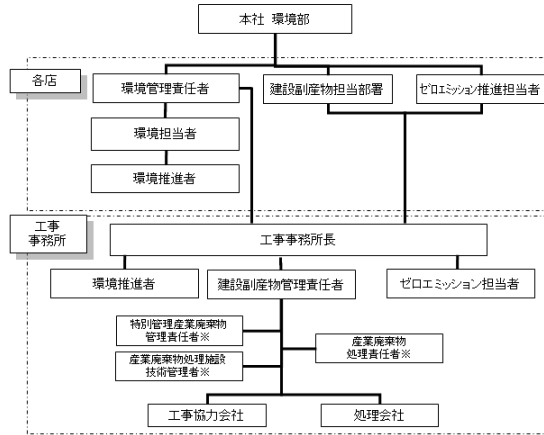 本社 環境部
各店
環境管理責任者
建設副産物担当部署
ゼロエミッション推進担当者
環境担当者
環境推進者
工事
事務所
工事事務所長
環境推進者
建設副産物管理責任者
ゼロエミッション担当者
特別管理産業廃棄物
管理責任者※
産業廃棄物
処理責任者※
産業廃棄物処理施設
技術管理者※
工事協力会社
処理会社